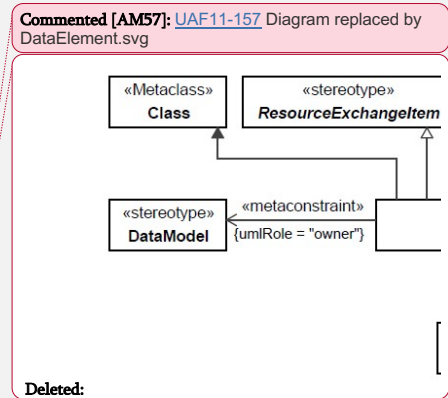 Commented [AM57]: UAF11-157 Diagram replaced by
DataElement.svg
«Metaclass»
Class
«stereotype»
ResourceExchangeItem
«stereotype»
DataModel
«metaconstraint»
{umlRole = "owner"}
Deleted: